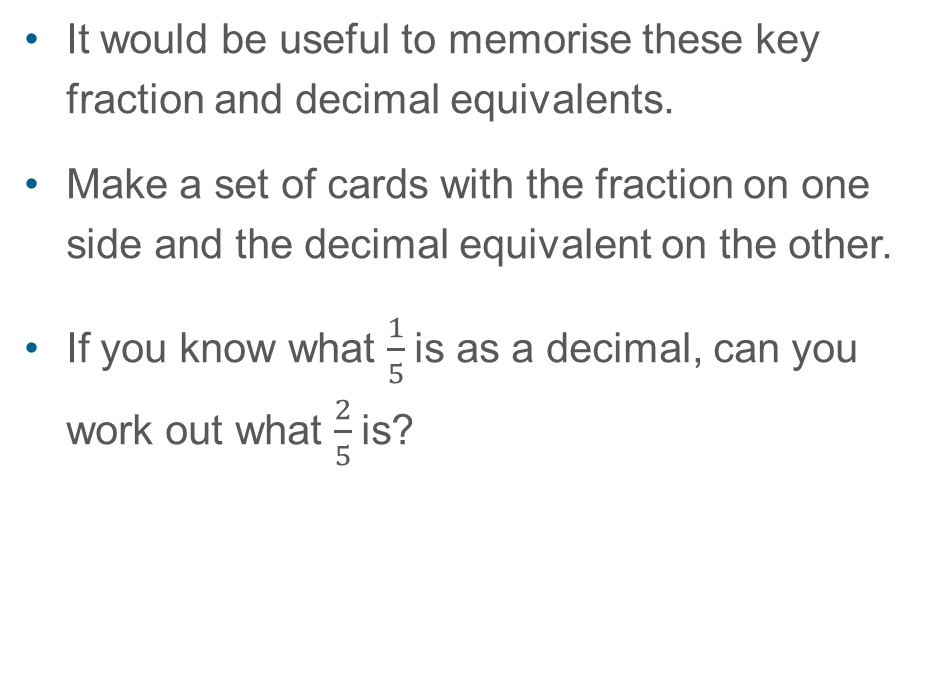 • It would be useful to memorise these key
fraction and decimal equivalents.
• Make a set of cards with the fraction on one
side and the decimal equivalent on the other.
• If you know what 1/5 is as a decimal, can you
work out what 2/5 is?